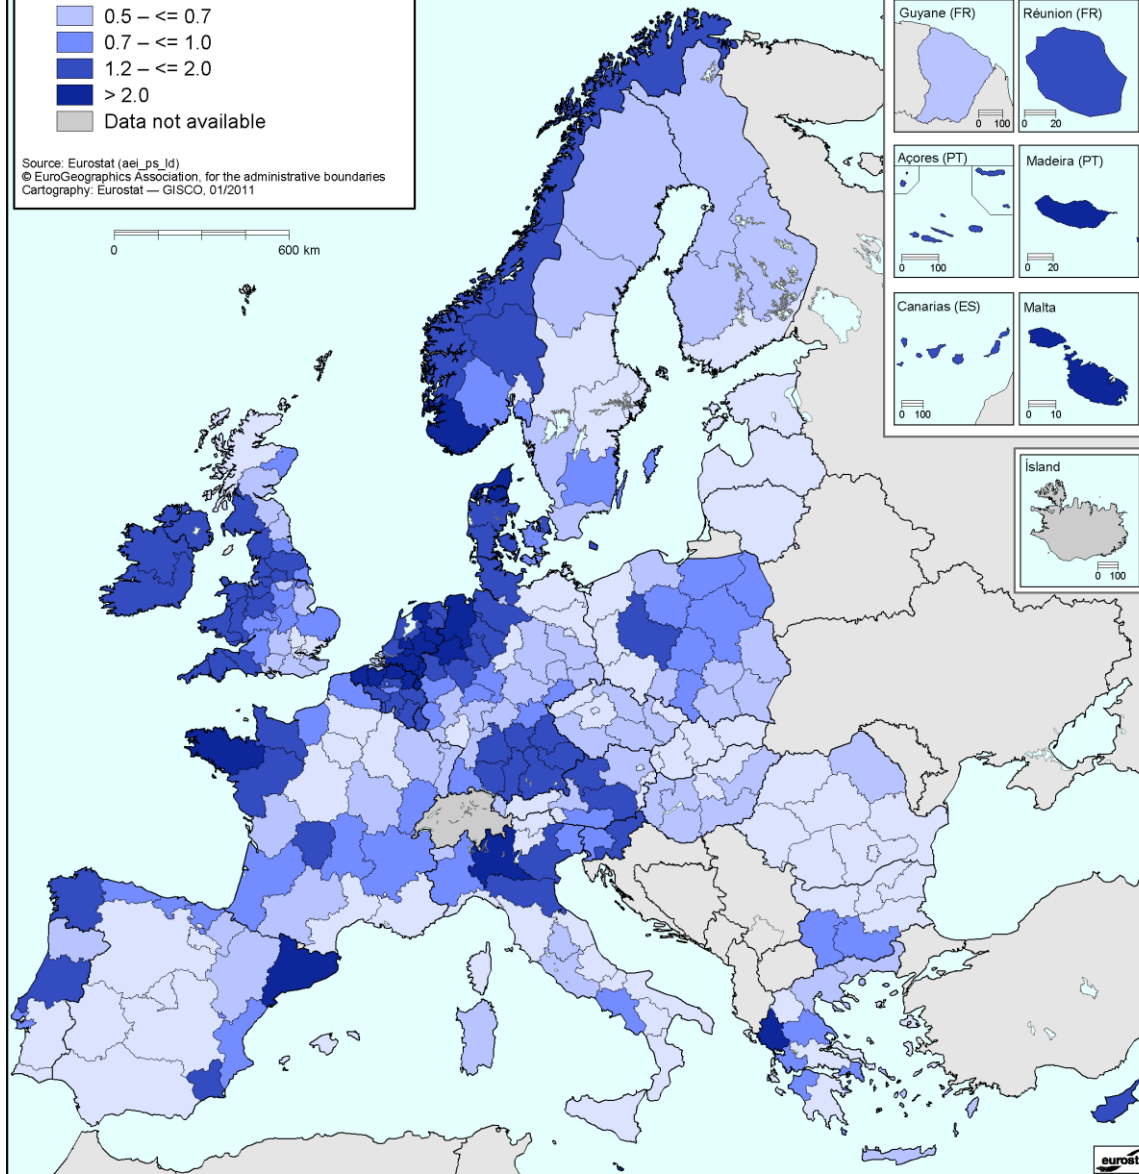 0.5 – <= 0.7
0.7 – <= 1.0
1.2 – <= 2.0
> 2.0
Data not available
Source: Eurostat (aei_ps_ld)
© EuroGeographics Association, for the administrative boundaries
Cartography: Eurostat — GISCO, 01/2011
0 600 km
Guyane (FR)
0 100
Réunion (FR)
0 20
Açores (PT)
0 100
Madeira (PT)
0 20
Canarias (ES)
0 100
Malta
0 10
Ísland
0 100
eurost